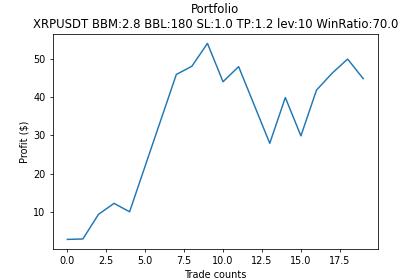 Portfolio
XRPUSDT BBM:2.8 BBL:180 SL:1.0 TP:1.2 lev:10 WinRatio:70.0
Profit ($)
50
40
30
20
10
0.0 2.5 5.0 7.5 10.0 12.5 15.0 17.5
Trade counts